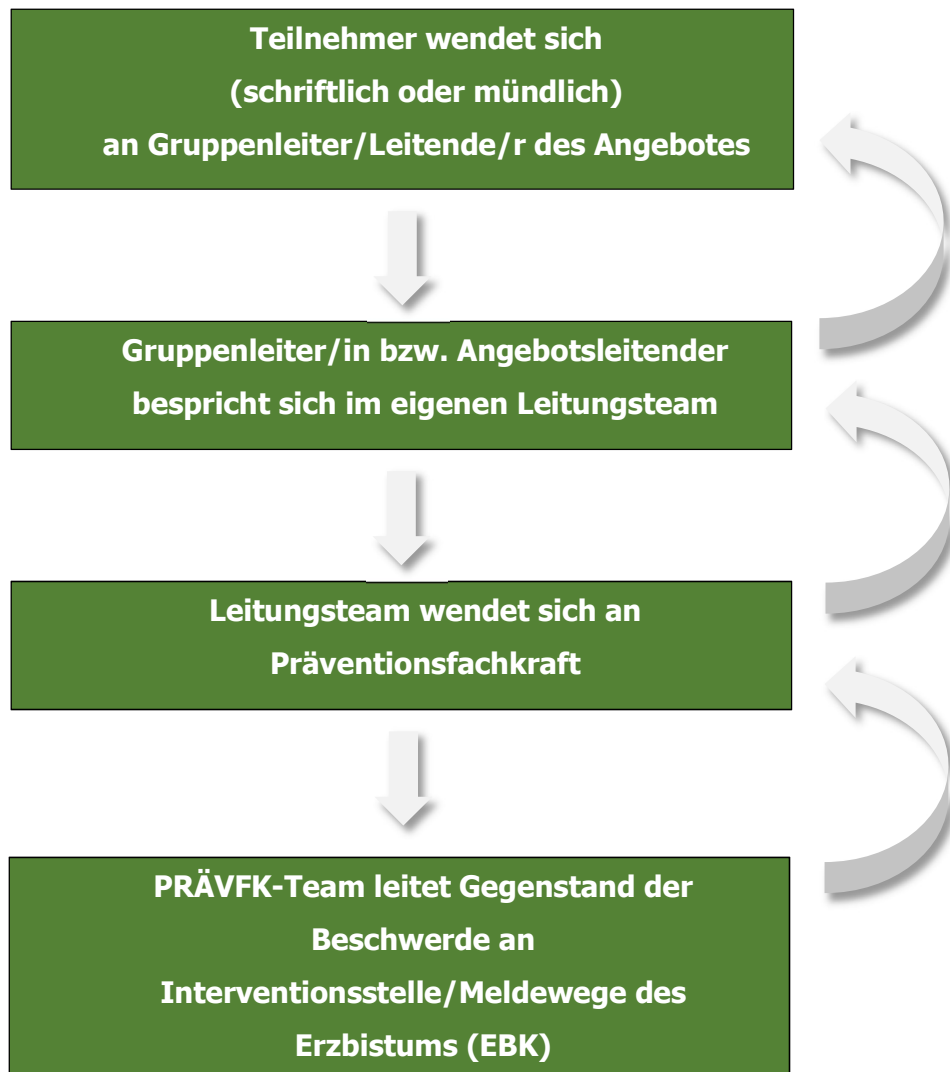 Teilnehmer wendet sich
(schriftlich oder mündlich)
an Gruppenleiter/Leitende/r des Angebotes
Gruppenleiter/in bzw. Angebotsleitender
bespricht sich im eigenen Leitungsteam
Leitungsteam wendet sich an
Präventionsfachkraft
PRÄVFK-Team leitet Gegenstand der
Beschwerde an
Interventionsstelle/Meldewege des
Erzbistums (EBK)